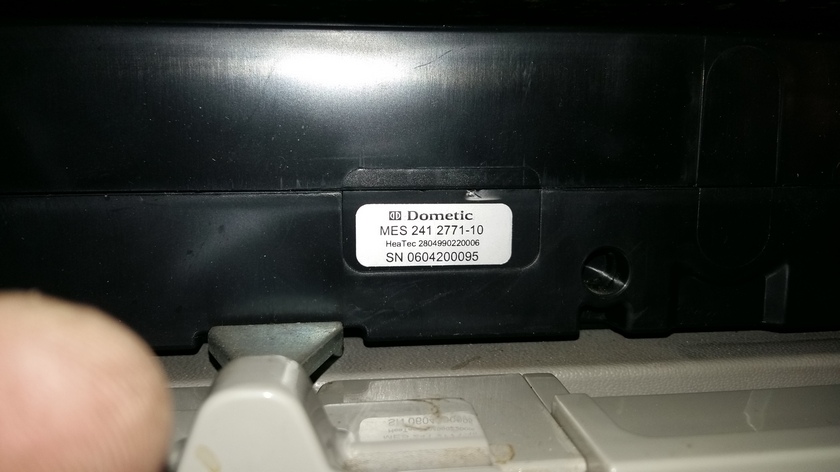 Dometic
MES 241 2771-10
HeaTec 2804990220006
SN 0604200095